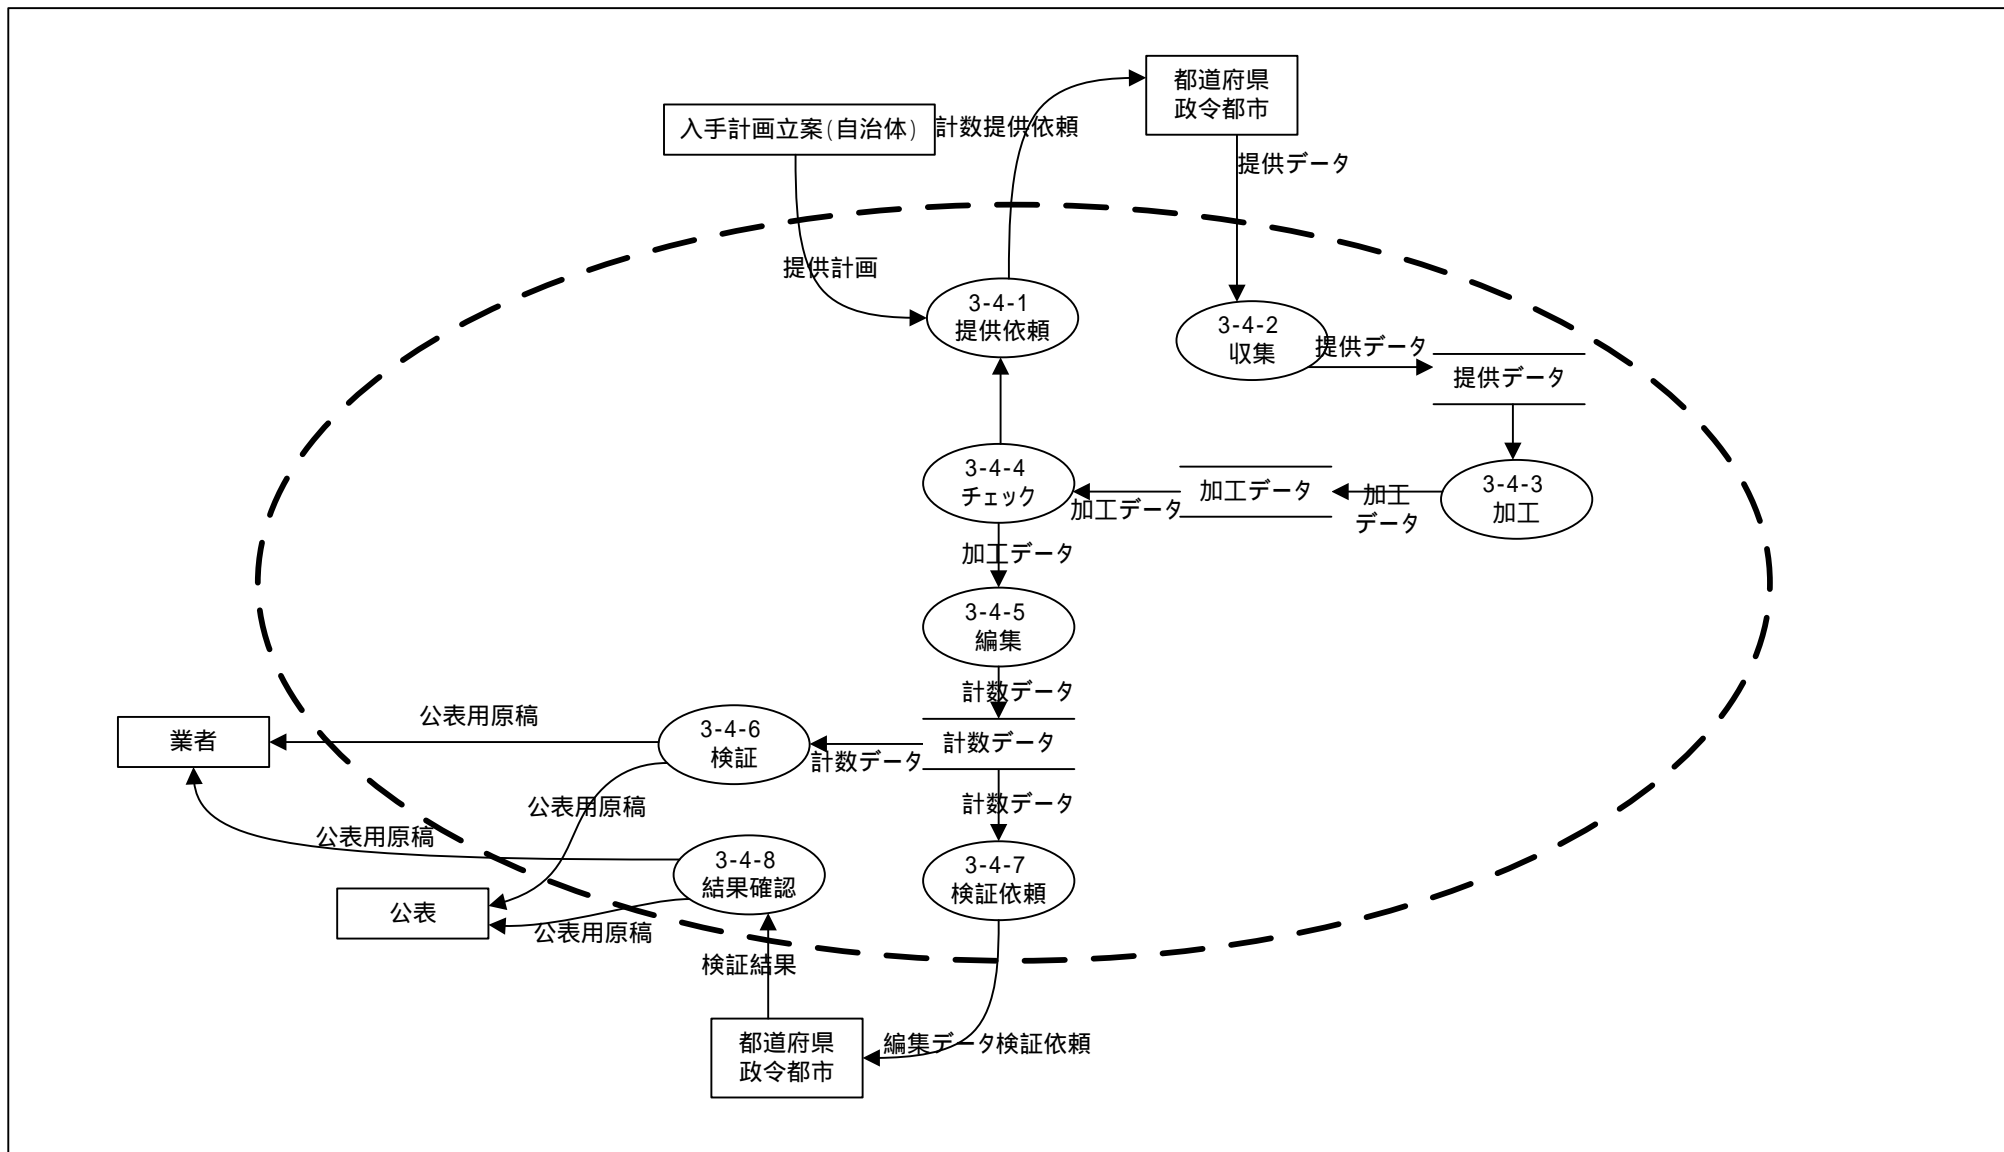 都道府県
政令都市
入手計画立案(自治体)
計数提供依頼
提供データ
提供計画
3-4-1
提供依頼
3-4-2
収集
提供データ
提供データ
3-4-4
チェック
加工データ
加工データ
加工
データ
3-4-3
加工
加工データ
3-4-5
編集
計数データ
公表用原稿
業者
3-4-6
検証
計数データ
計数データ
公表用原稿
計数データ
公表用原稿
3-4-8
結果確認
3-4-7
検証依頼
公表
公表用原稿
検証結果
都道府県
政令都市
編集データ検証依頼